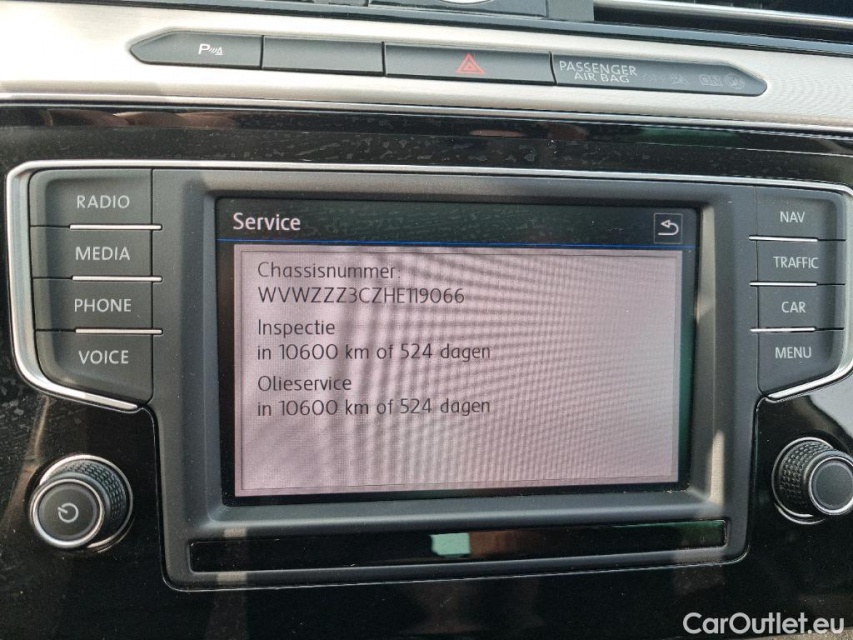 P
PASSENGER
AIR BAG
RADIO
MEDIA
PHONE
VOICE
Service
Chassisnummer:
WVWZZZ3CZHE119066
Inspectie
in 10600 km of 524 dagen
Olieservice
in 10600 km of 524 dagen
NAV
TRAFFIC
CAR
MENU
CarOutlet.eu